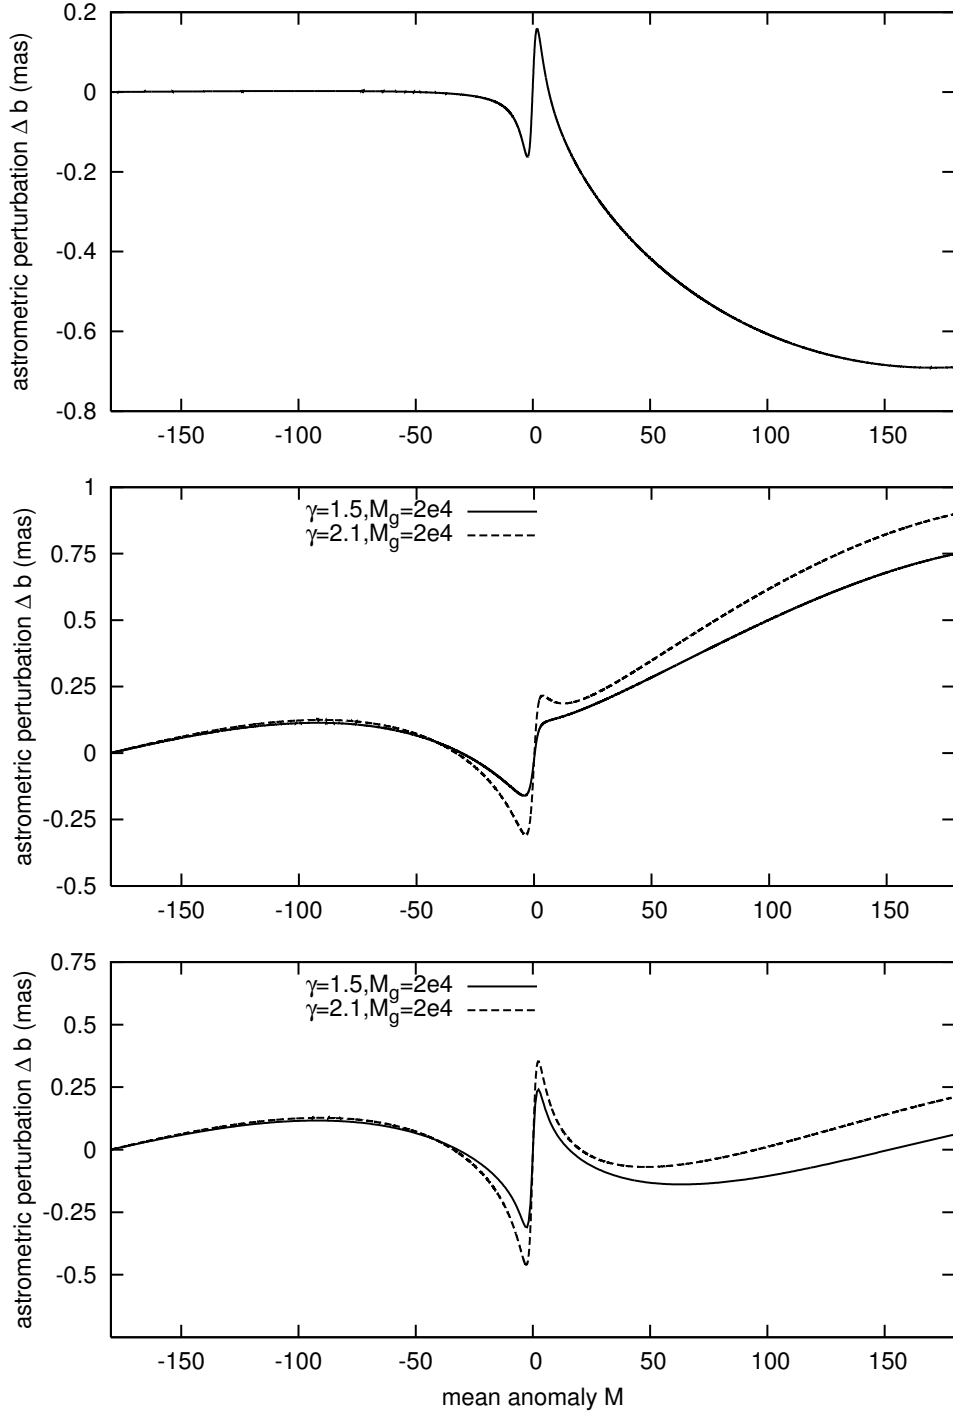 astrometric perturbation Δ b (mas)
0.2
0
-0.2
-0.4
-0.6
-0.8
-150 -100 -50 0 50 100 150
astrometric perturbation Δ b (mas)
1
0.75
0.5
0.25
0
-0.25
-0.5
γ=1.5,Mg=2e4
γ=2.1,Mg=2e4
-150 -100 -50 0 50 100 150
astrometric perturbation Δ b (mas)
0.75
0.5
0.25
0
-0.25
-0.5
γ=1.5,Mg=2e4
γ=2.1,Mg=2e4
-150 -100 -50 0 50 100 150
mean anomaly M